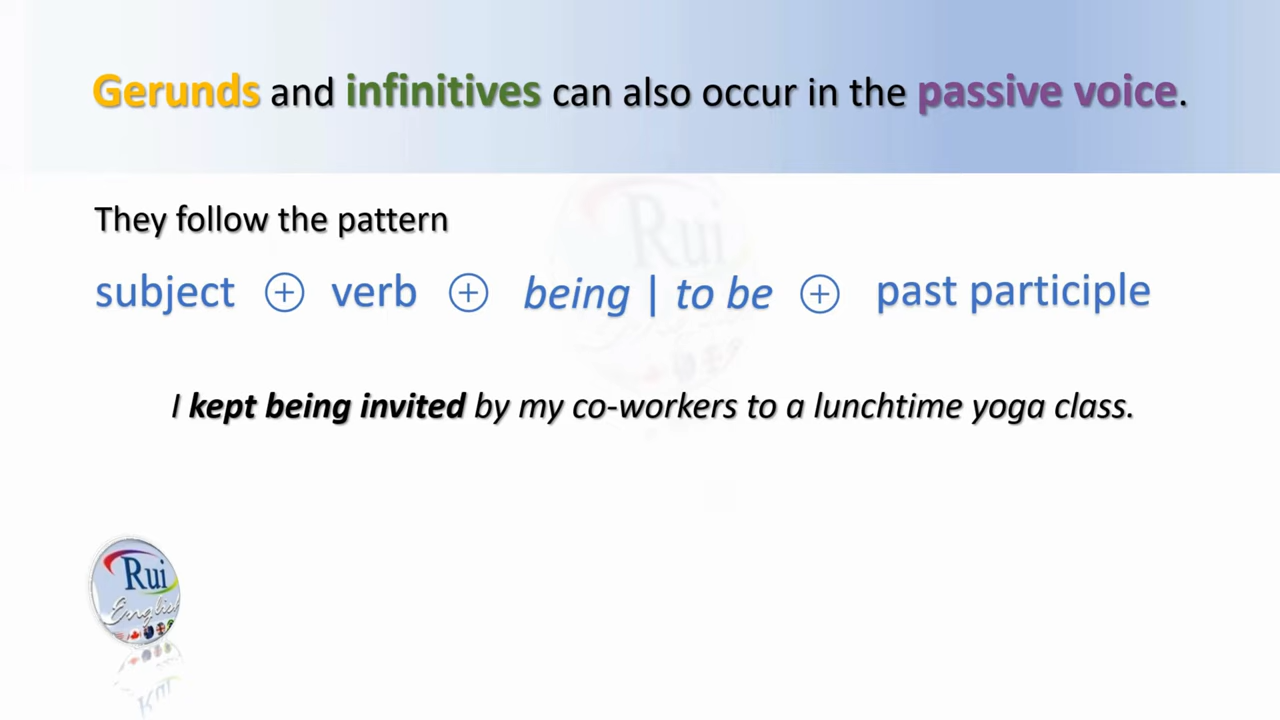 Gerunds and infinitives can also occur in the passive voice.
They follow the pattern
subject ⊕ verb ⊕ being | to be ⊕ past participle
I kept being invited by my co-workers to a lunchtime yoga class.
Rui
English